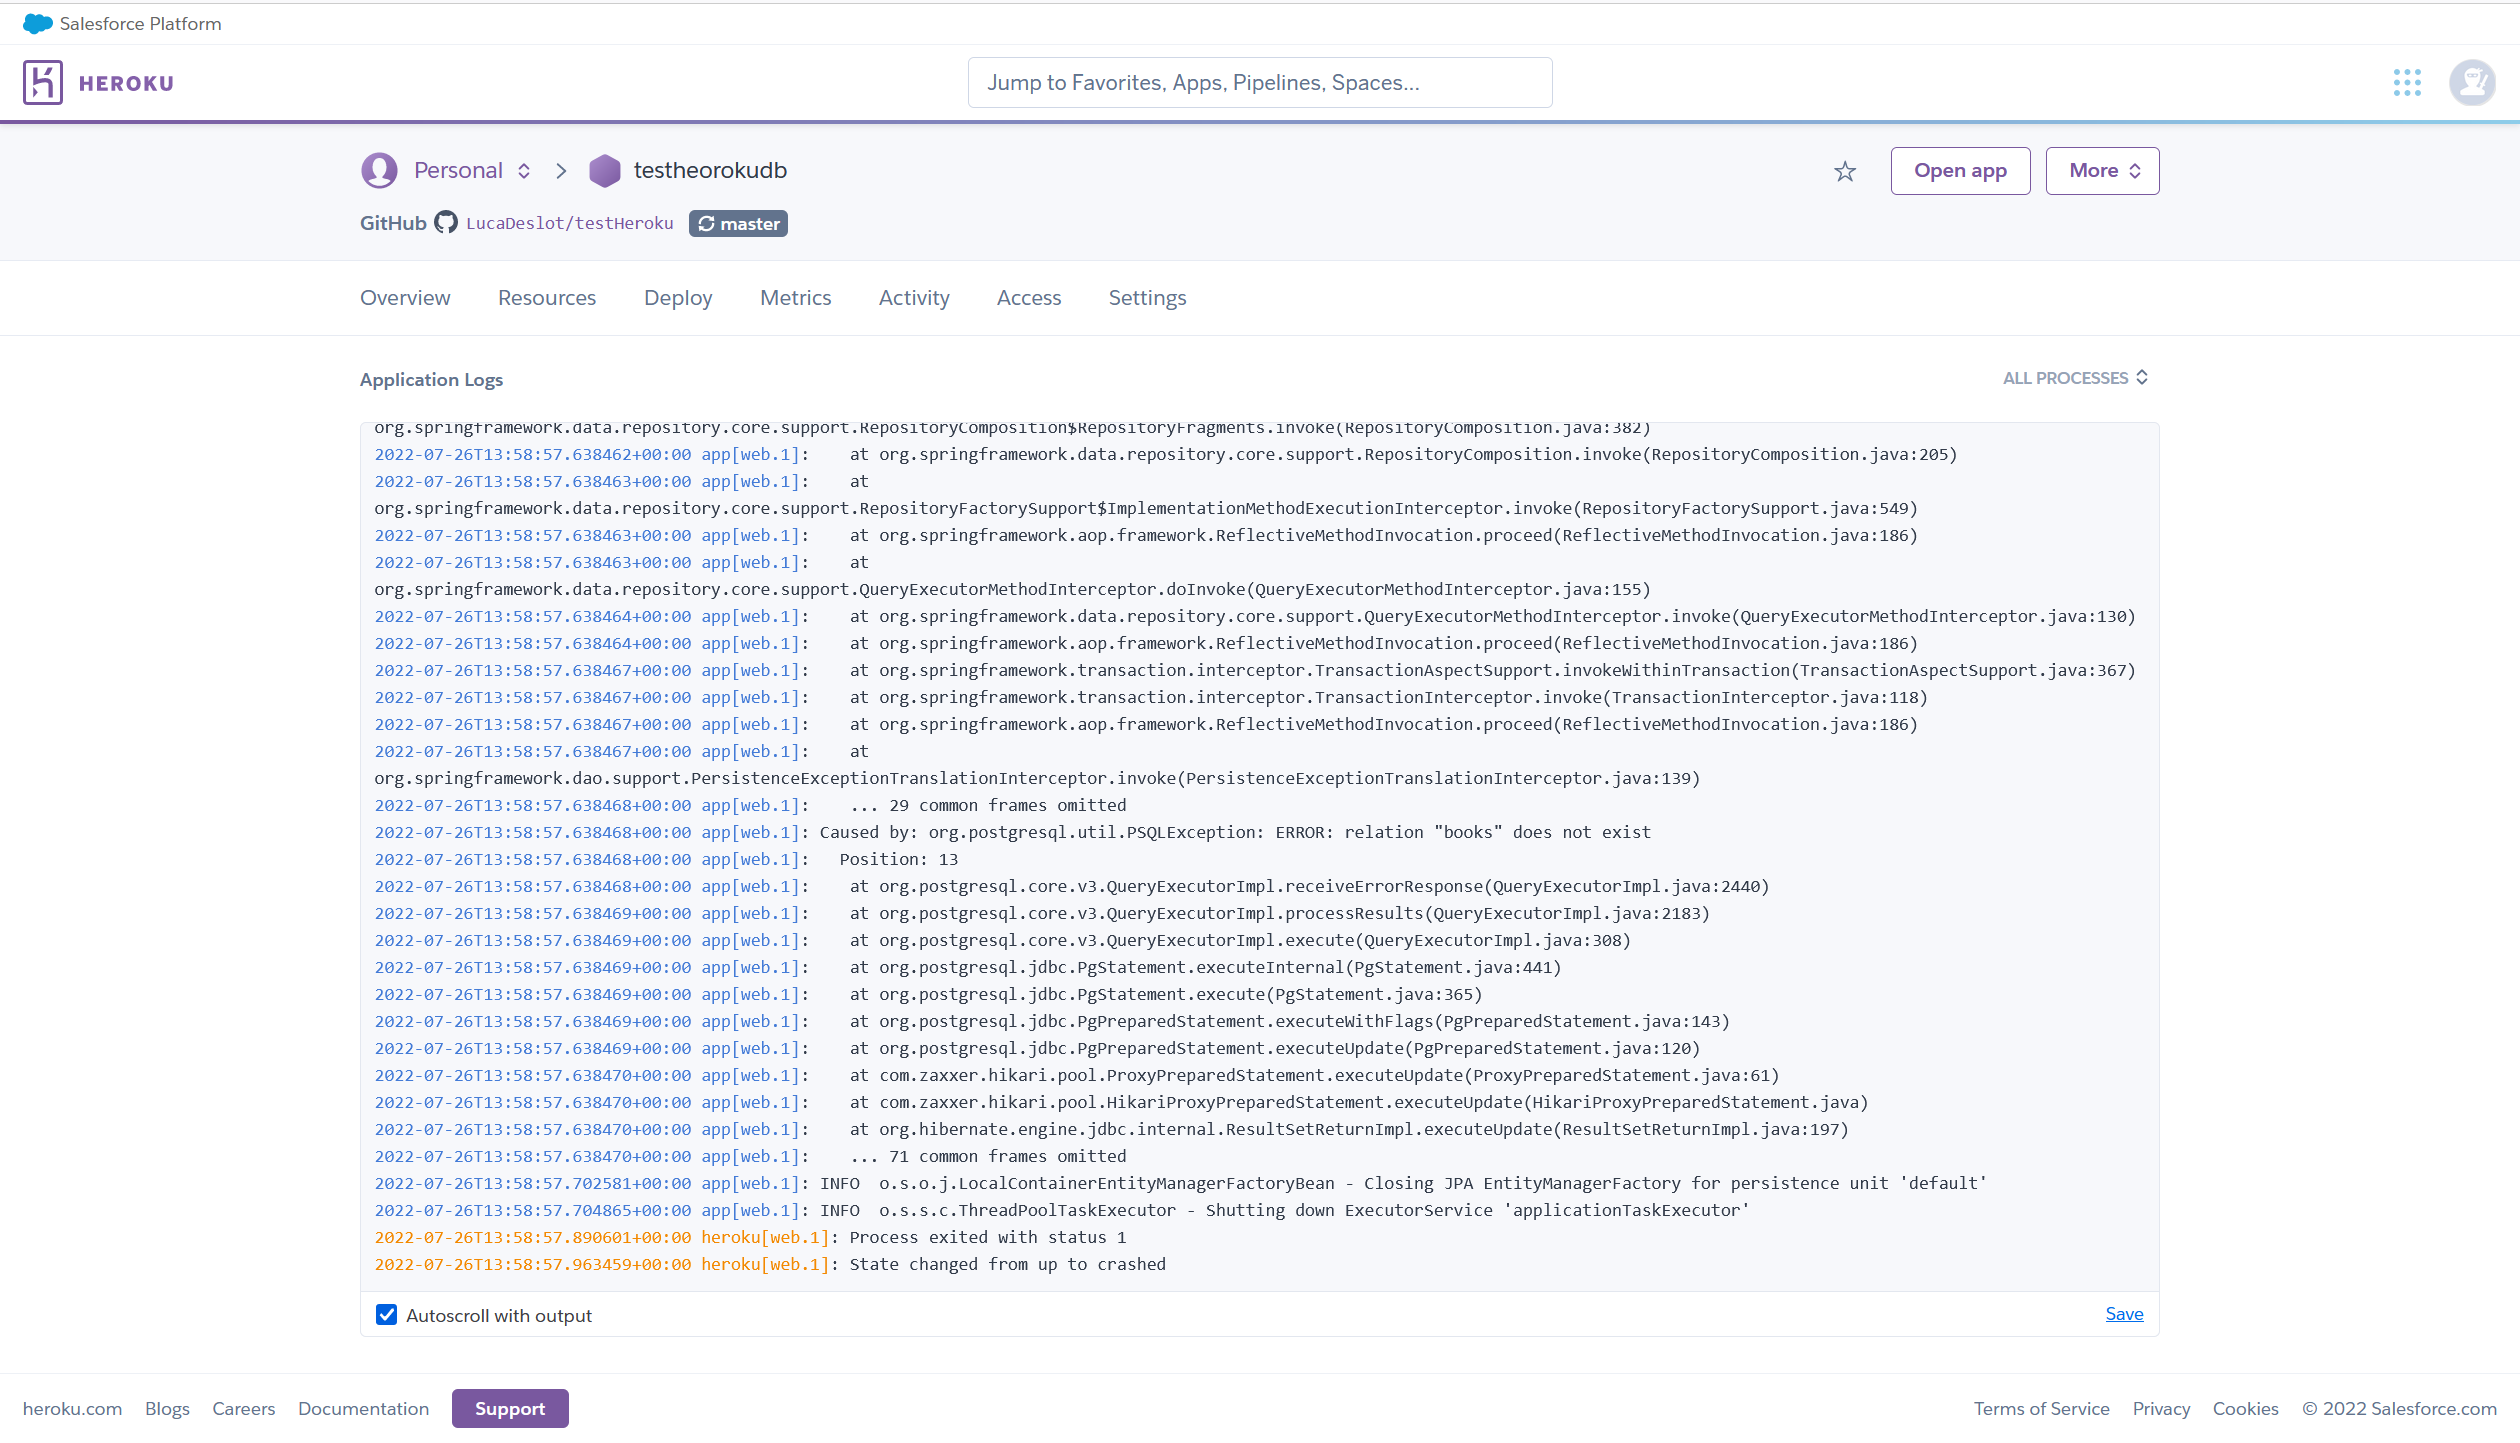 Salesforce Platform
HEROKU
Jump to Favorites, Apps, Pipelines, Spaces...
Personal
testheorokudb
Open app
More
GitHub LucaDeslot/testHeroku master
Overview Resources Deploy Metrics Activity Access Settings
Application Logs
ALL PROCESSES
org.springframework.data.repository.core.support.RepositoryComposition$RepositoryFragments.invoke(RepositoryComposition.java:382)
2022-07-26T13:58:57.638462+00:00 app[web.1]:    at org.springframework.data.repository.core.support.RepositoryComposition.invoke(RepositoryComposition.java:205)
2022-07-26T13:58:57.638463+00:00 app[web.1]:    at
org.springframework.data.repository.core.support.RepositoryFactorySupport$ImplementationMethodExecutionInterceptor.invoke(RepositoryFactorySupport.java:549)
2022-07-26T13:58:57.638463+00:00 app[web.1]:    at org.springframework.aop.framework.ReflectiveMethodInvocation.proceed(ReflectiveMethodInvocation.java:186)
2022-07-26T13:58:57.638463+00:00 app[web.1]:    at
org.springframework.data.repository.core.support.QueryExecutorMethodInterceptor.doInvoke(QueryExecutorMethodInterceptor.java:155)
2022-07-26T13:58:57.638464+00:00 app[web.1]:    at org.springframework.data.repository.core.support.QueryExecutorMethodInterceptor.invoke(QueryExecutorMethodInterceptor.java:130)
2022-07-26T13:58:57.638464+00:00 app[web.1]:    at org.springframework.aop.framework.ReflectiveMethodInvocation.proceed(ReflectiveMethodInvocation.java:186)
2022-07-26T13:58:57.638467+00:00 app[web.1]:    at org.springframework.transaction.interceptor.TransactionAspectSupport.invokeWithinTransaction(TransactionAspectSupport.java:367)
2022-07-26T13:58:57.638467+00:00 app[web.1]:    at org.springframework.transaction.interceptor.TransactionInterceptor.invoke(TransactionInterceptor.java:118)
2022-07-26T13:58:57.638467+00:00 app[web.1]:    at org.springframework.aop.framework.ReflectiveMethodInvocation.proceed(ReflectiveMethodInvocation.java:186)
2022-07-26T13:58:57.638467+00:00 app[web.1]:    at
org.springframework.dao.support.PersistenceExceptionTranslationInterceptor.invoke(PersistenceExceptionTranslationInterceptor.java:139)
2022-07-26T13:58:57.638468+00:00 app[web.1]:    ... 29 common frames omitted
2022-07-26T13:58:57.638468+00:00 app[web.1]: Caused by: org.postgresql.util.PSQLException: ERROR: relation "books" does not exist
2022-07-26T13:58:57.638468+00:00 app[web.1]:   Position: 13
2022-07-26T13:58:57.638468+00:00 app[web.1]:    at org.postgresql.core.v3.QueryExecutorImpl.receiveErrorResponse(QueryExecutorImpl.java:2440)
2022-07-26T13:58:57.638469+00:00 app[web.1]:    at org.postgresql.core.v3.QueryExecutorImpl.processResults(QueryExecutorImpl.java:2183)
2022-07-26T13:58:57.638469+00:00 app[web.1]:    at org.postgresql.core.v3.QueryExecutorImpl.execute(QueryExecutorImpl.java:308)
2022-07-26T13:58:57.638469+00:00 app[web.1]:    at org.postgresql.jdbc.PgStatement.executeInternal(PgStatement.java:441)
2022-07-26T13:58:57.638469+00:00 app[web.1]:    at org.postgresql.jdbc.PgStatement.execute(PgStatement.java:365)
2022-07-26T13:58:57.638469+00:00 app[web.1]:    at org.postgresql.jdbc.PgPreparedStatement.executeWithFlags(PgPreparedStatement.java:143)
2022-07-26T13:58:57.638469+00:00 app[web.1]:    at org.postgresql.jdbc.PgPreparedStatement.executeUpdate(PgPreparedStatement.java:120)
2022-07-26T13:58:57.638470+00:00 app[web.1]:    at com.zaxxer.hikari.pool.ProxyPreparedStatement.executeUpdate(ProxyPreparedStatement.java:61)
2022-07-26T13:58:57.638470+00:00 app[web.1]:    at com.zaxxer.hikari.pool.HikariProxyPreparedStatement.executeUpdate(HikariProxyPreparedStatement.java)
2022-07-26T13:58:57.638470+00:00 app[web.1]:    at org.hibernate.engine.jdbc.internal.ResultSetReturnImpl.executeUpdate(ResultSetReturnImpl.java:197)
2022-07-26T13:58:57.638470+00:00 app[web.1]:    ... 71 common frames omitted
2022-07-26T13:58:57.702581+00:00 app[web.1]: INFO  o.s.o.j.LocalContainerEntityManagerFactoryBean - Closing JPA EntityManagerFactory for persistence unit 'default'
2022-07-26T13:58:57.704865+00:00 app[web.1]: INFO  o.s.s.c.ThreadPoolTaskExecutor - Shutting down ExecutorService 'applicationTaskExecutor'
2022-07-26T13:58:57.890601+00:00 heroku[web.1]: Process exited with status 1
2022-07-26T13:58:57.963459+00:00 heroku[web.1]: State changed from up to crashed
Autoscroll with output
Save
heroku.com Blogs Careers Documentation Support
Terms of Service Privacy Cookies © 2022 Salesforce.com